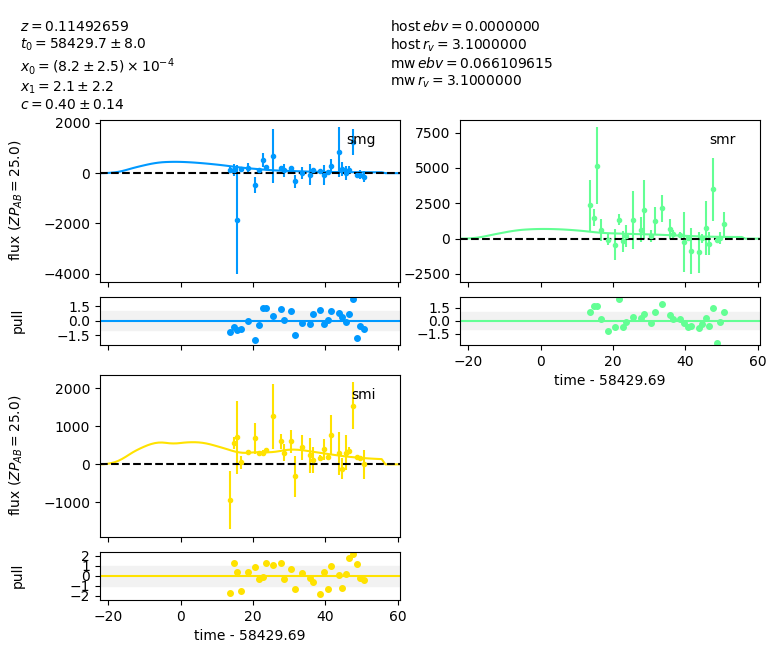 z = 0.11492659
t₀ = 58429.7 ± 8.0
x₀ = (8.2 ± 2.5) × 10⁻⁴
x₁ = 2.1 ± 2.2
c = 0.40 ± 0.14
host ebv = 0.0000000
host r_v = 3.1000000
mw ebv = 0.066109615
mw r_v = 3.1000000
flux (ZP_AB = 25.0)
2000
0
−2000
−4000
smg
7500
5000
2500
0
−2500
smr
pull
1.5
0.0
−1.5
1.5
0.0
−1.5
−20 0 20 40 60
time - 58429.69
flux (ZP_AB = 25.0)
2000
1000
0
−1000
smi
pull
2
1
0
−1
−2
−20 0 20 40 60
time - 58429.69